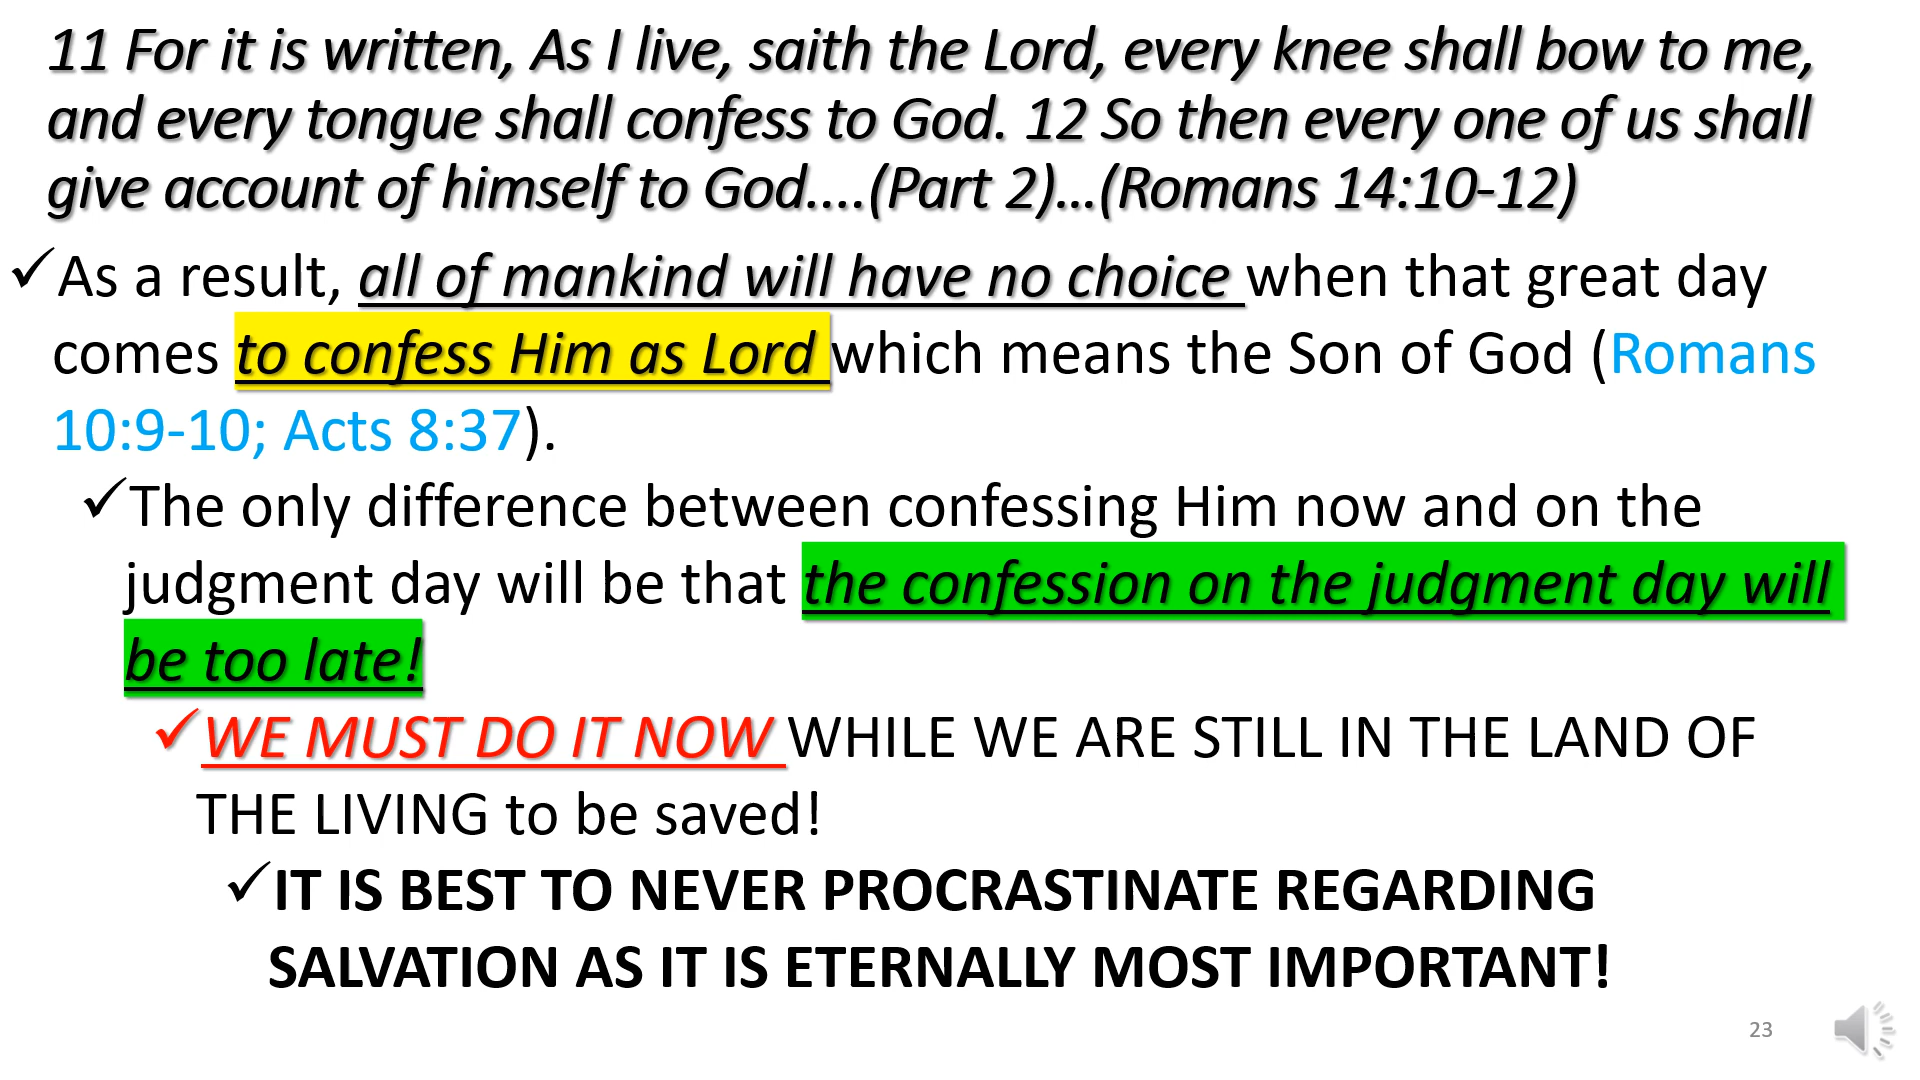 11 For it is written, As I live, saith the Lord, every knee shall bow to me,
and every tongue shall confess to God. 12 So then every one of us shall
give account of himself to God....(Part 2)...(Romans 14:10-12)
✓As a result, all of mankind will have no choice when that great day
comes to confess Him as Lord which means the Son of God (Romans
10:9-10; Acts 8:37).
✓The only difference between confessing Him now and on the
judgment day will be that the confession on the judgment day will
be too late!
✓WE MUST DO IT NOW WHILE WE ARE STILL IN THE LAND OF
THE LIVING to be saved!
✓IT IS BEST TO NEVER PROCRASTINATE REGARDING
SALVATION AS IT IS ETERNALLY MOST IMPORTANT!
23